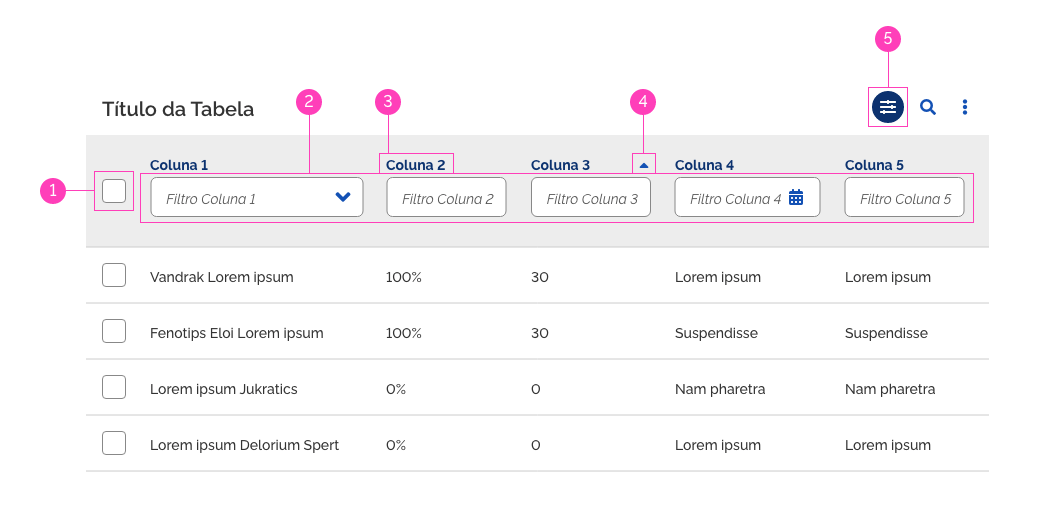 5
2
3
4
Título da Tabela
Coluna 1 Coluna 2 Coluna 3 Coluna 4 Coluna 5
1
Filtro Coluna 1 Filtro Coluna 2 Filtro Coluna 3 Filtro Coluna 4 Filtro Coluna 5
Vandrak Lorem ipsum 100% 30 Lorem ipsum Lorem ipsum
Fenotips Eloi Lorem ipsum 100% 30 Suspendisse Suspendisse
Lorem ipsum Jukratics 0% 0 Nam pharetra Nam pharetra
Lorem ipsum Delorium Spert 0% 0 Lorem ipsum Lorem ipsum